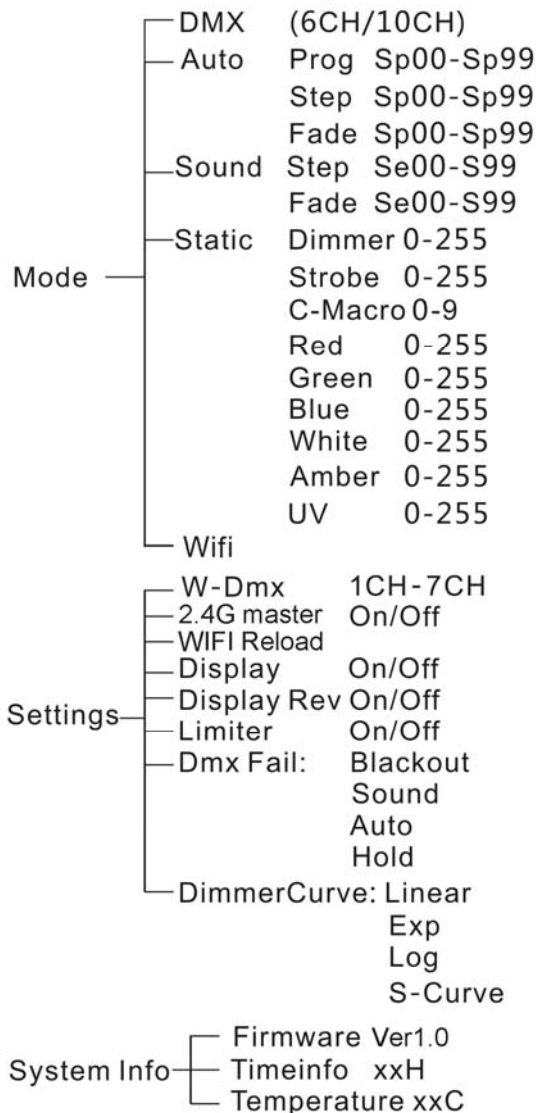 DMX (6CH/10CH)
Auto Prog Sp00-Sp99
Step Sp00-Sp99
Fade Sp00-Sp99
Sound Step Se00-S99
Fade Se00-S99
Static Dimmer 0-255
Mode
Strobe 0-255
C-Macro 0-9
Red 0-255
Green 0-255
Blue 0-255
White 0-255
Amber 0-255
UV 0-255
Wifi
W-Dmx 1CH-7CH
2.4G master On/Off
WIFI Reload
Display On/Off
Display Rev On/Off
Settings
Limiter On/Off
Dmx Fail: Blackout
Sound
Auto
Hold
DimmerCurve: Linear
Exp
Log
S-Curve
Firmware Ver1.0
System Info Timeinfo xxH
Temperature xxC